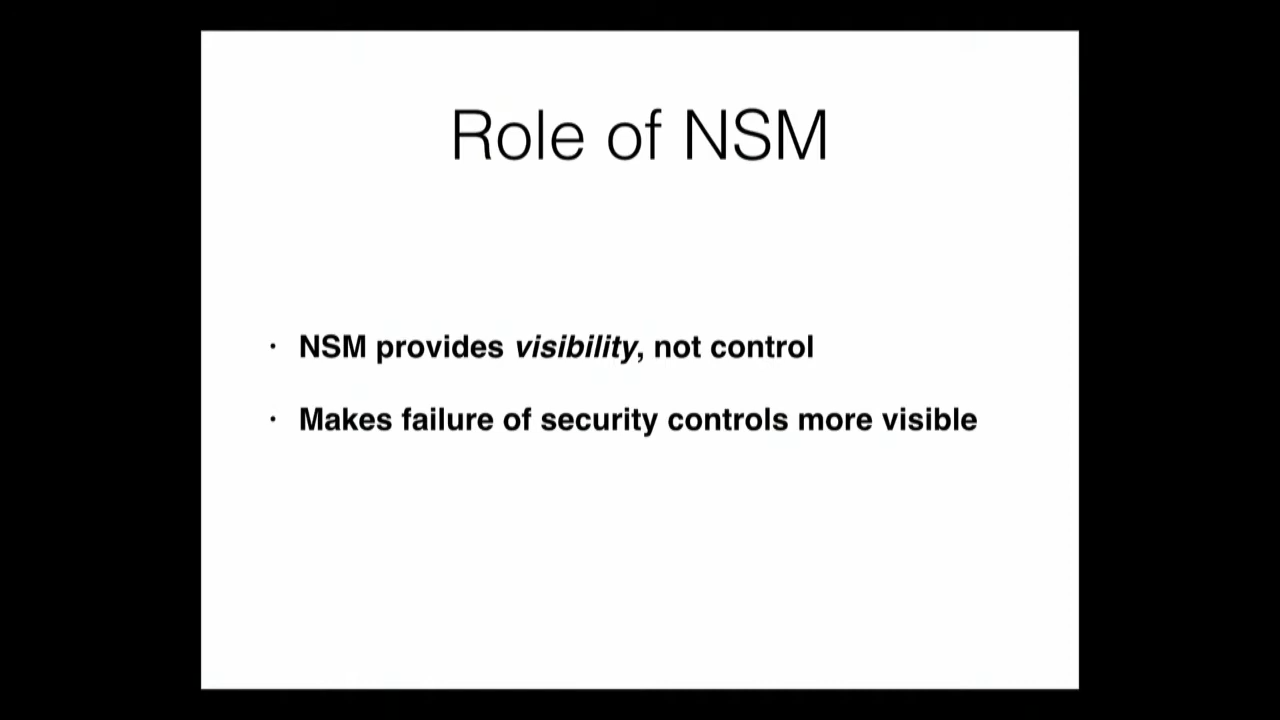 Role of NSM
· NSM provides visibility, not control
· Makes failure of security controls more visible